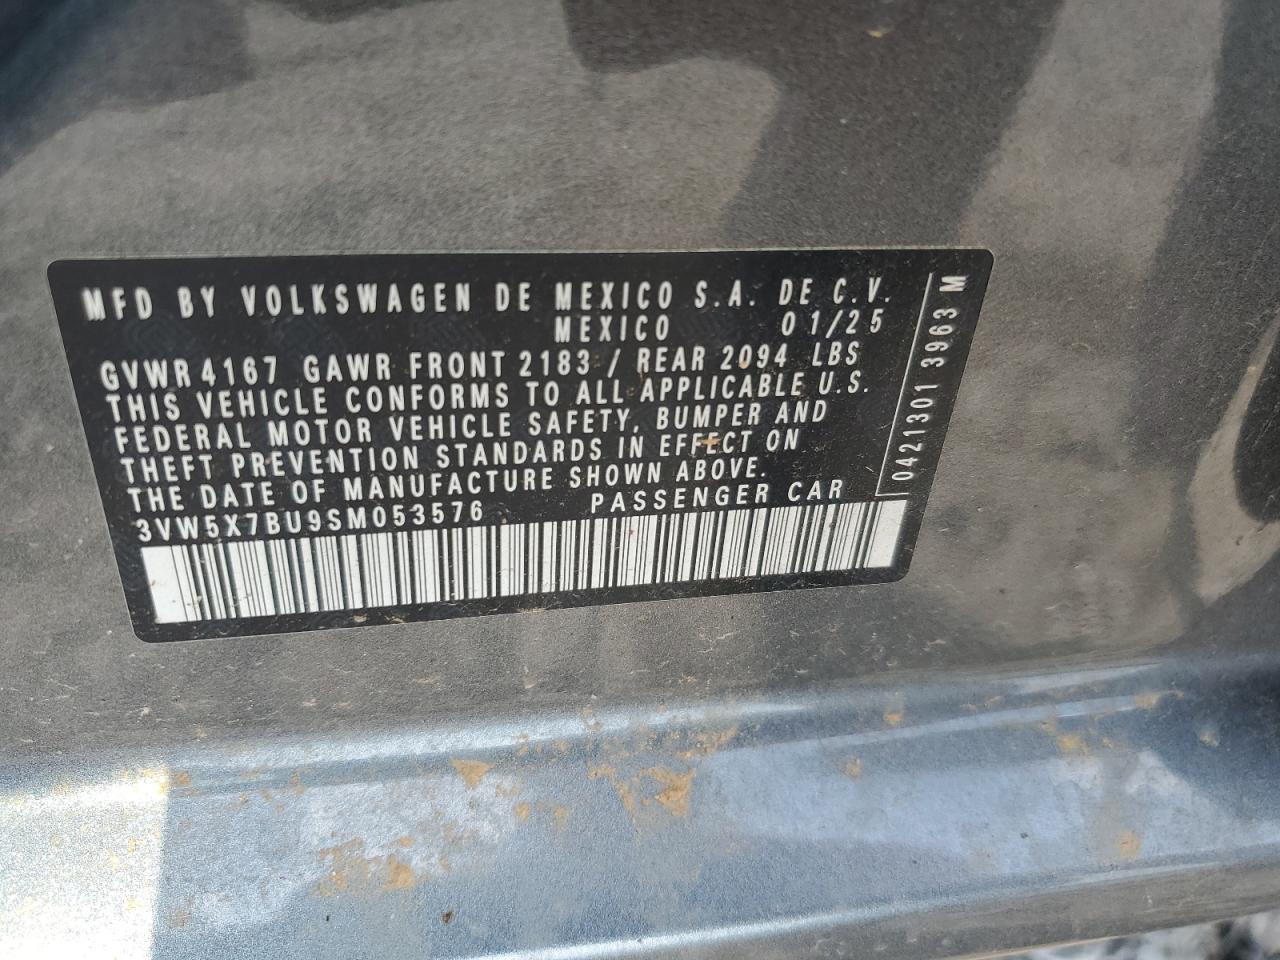 MFD BY VOLKSWAGEN DE MEXICO S.A. DE C.V.
MEXICO 01/25
GVWR 4167 GAWR FRONT 2183 / REAR 2094 LBS
THIS VEHICLE CONFORMS TO ALL APPLICABLE U.S.
FEDERAL MOTOR VEHICLE SAFETY, BUMPER AND
THEFT PREVENTION STANDARDS IN EFFECT ON
THE DATE OF MANUFACTURE SHOWN ABOVE.
3VW5X7BU9SM053576 PASSENGER CAR
0421301 3963 M